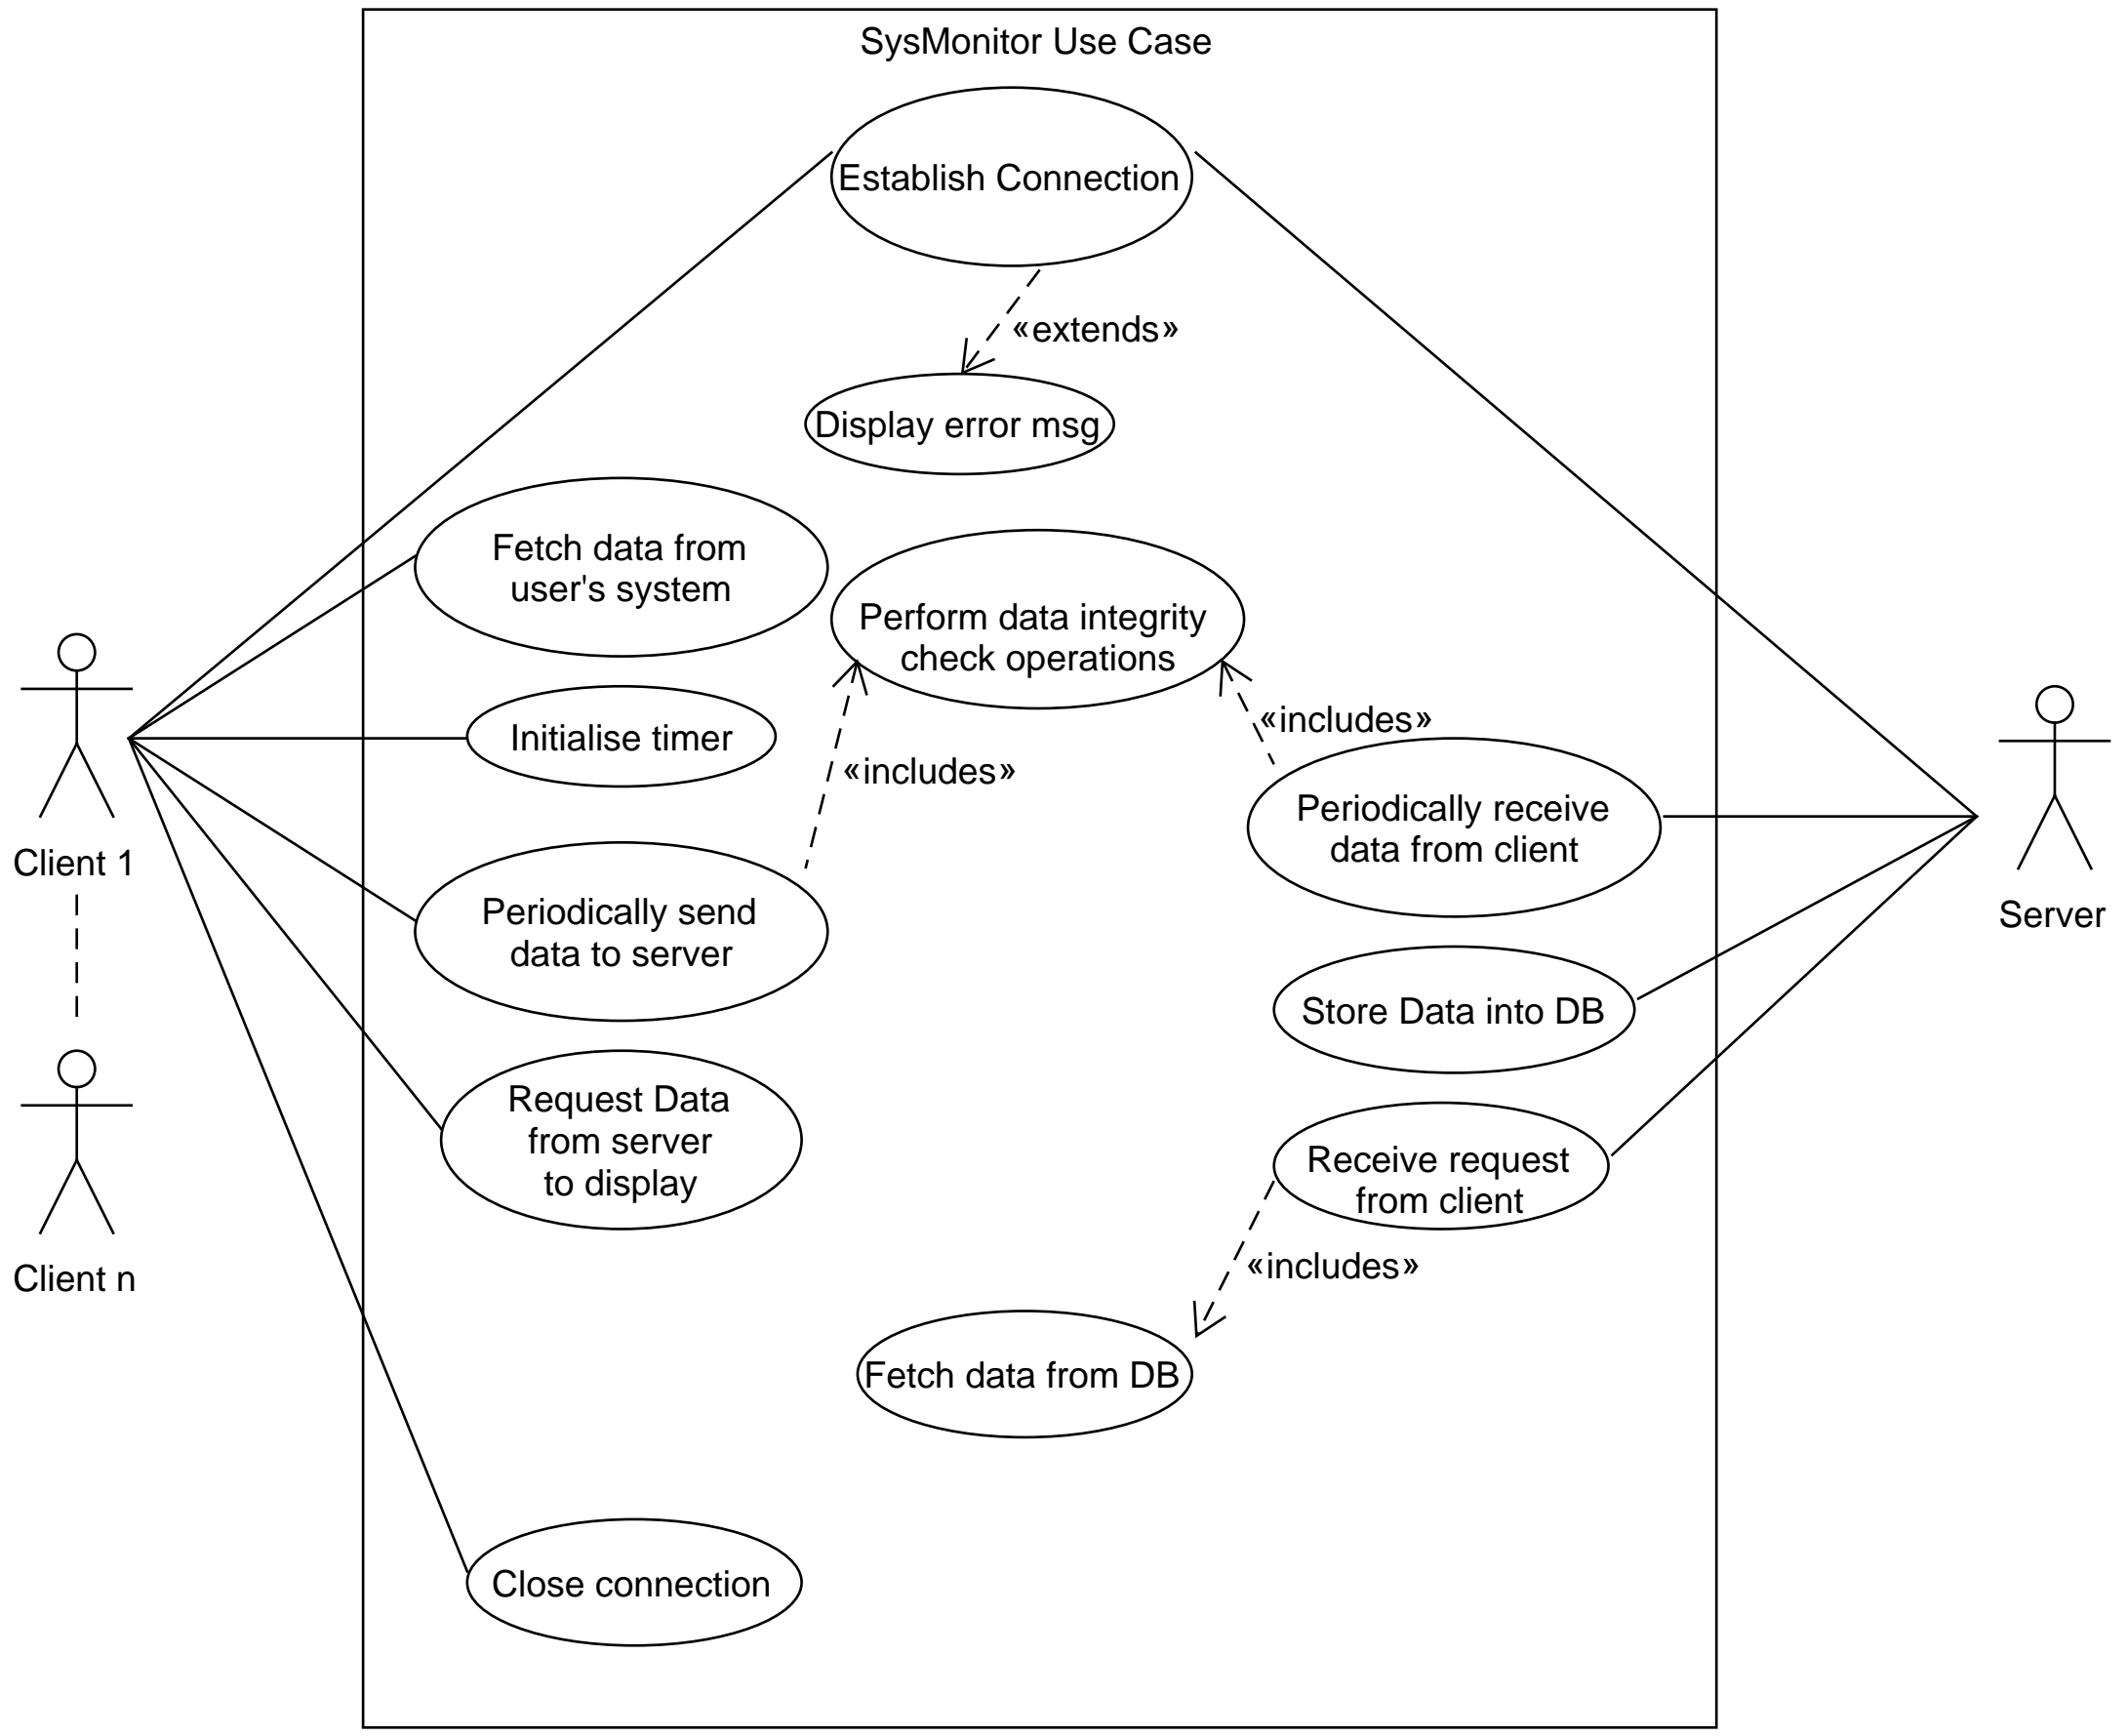 SysMonitor Use Case
Establish Connection
«extends»
Display error msg
Fetch data from
user's system
Perform data integrity
check operations
Initialise timer
«includes»
«includes»
Periodically receive
data from client
Client 1
Periodically send
data to server
Server
Store Data into DB
Request Data
from server
to display
Receive request
from client
Client n
«includes»
Fetch data from DB
Close connection